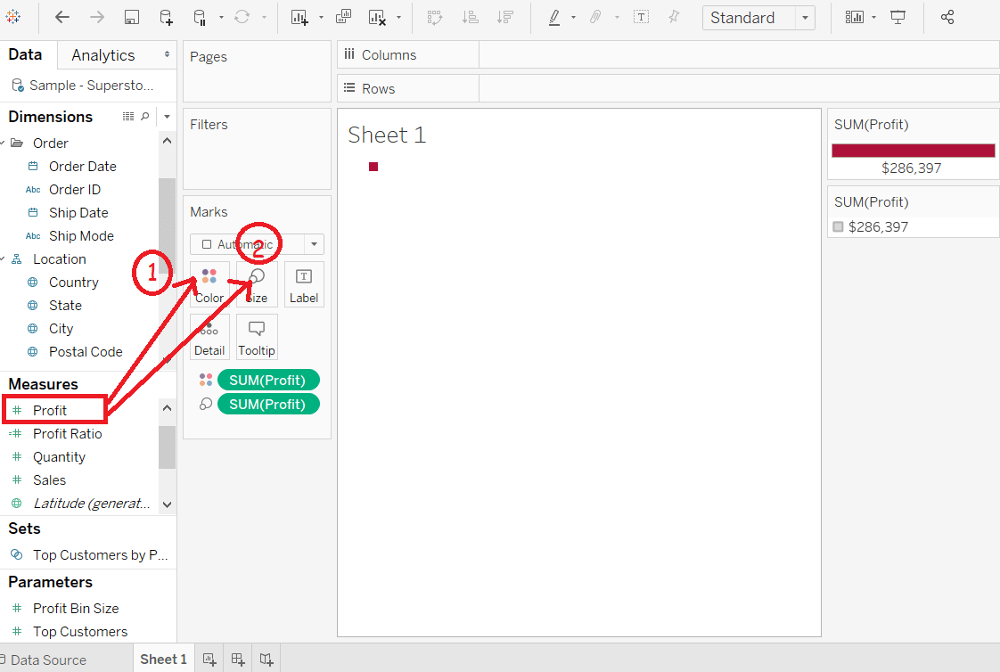 Standard
Data
Analytics
Sample - Supersto...
Dimensions
Order
Order Date
Abc
Order ID
Ship Date
Abc
Ship Mode
Location
Country
State
City
Postal Code
Measures
Profit
Profit Ratio
Quantity
Sales
Latitude (generat...
Sets
Top Customers by P...
Parameters
Profit Bin Size
Top Customers
Pages
Filters
Marks
Automatic
1
2
Color
Size
T
Label
Detail
Tooltip
SUM(Profit)
SUM(Profit)
Columns
Rows
Sheet 1
SUM(Profit)
$286,397
SUM(Profit)
$286,397
Data Source
Sheet 1